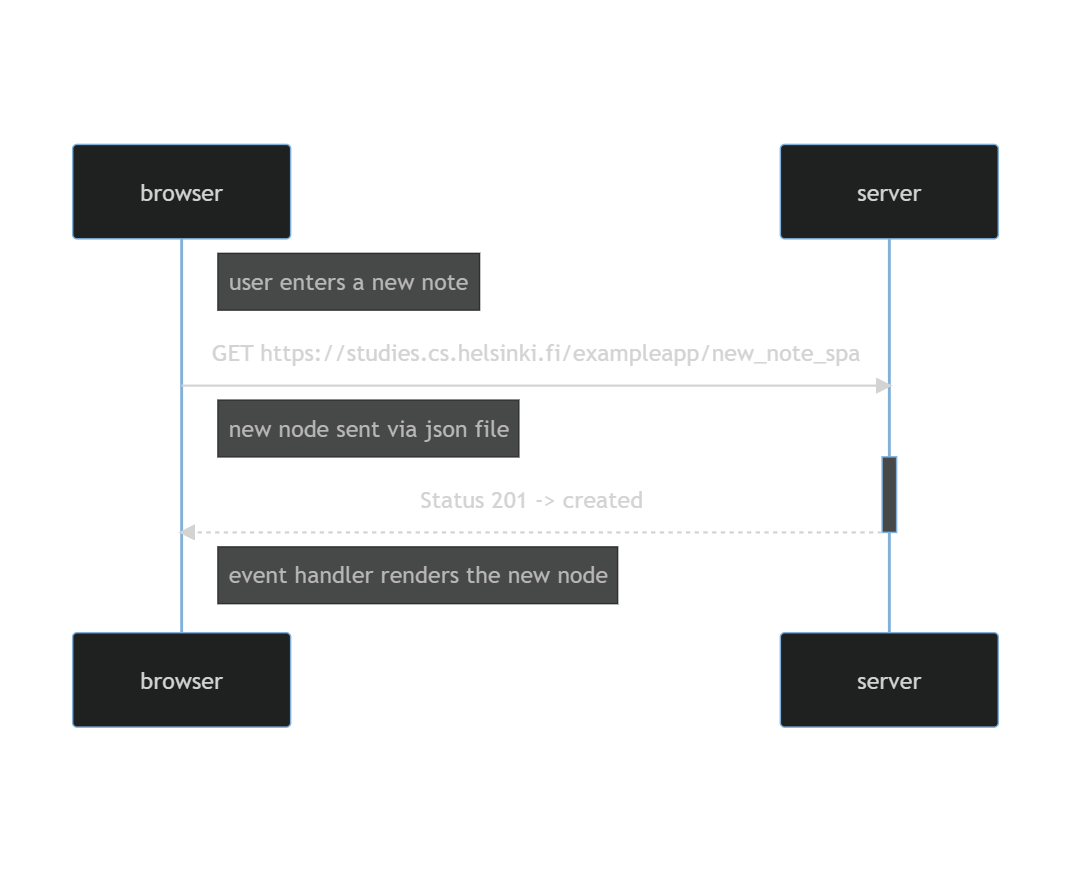 browser
server
user enters a new note
GET https://studies.cs.helsinki.fi/exampleapp/new_note_spa
new node sent via json file
Status 201 -> created
event handler renders the new node
browser
server